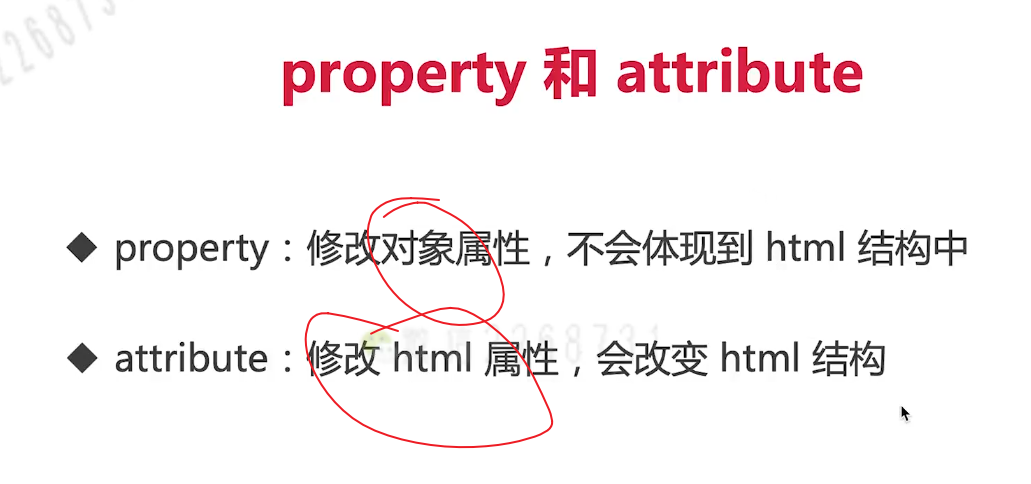 property 和 attribute
◆ property：修改对象属性，不会体现到 html 结构中
◆ attribute：修改 html 属性，会改变 html 结构